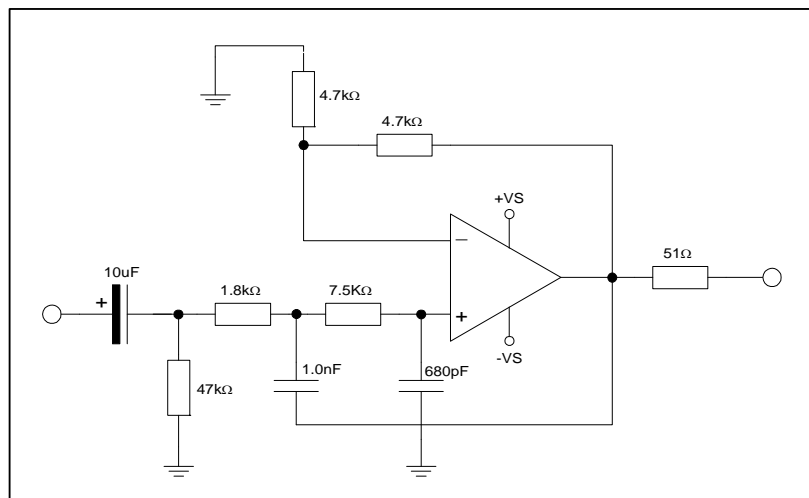 4.7kΩ
4.7kΩ
+VS
−
51Ω
10uF
+
1.8kΩ
7.5KΩ
+
-VS
1.0nF
680pF
47kΩ